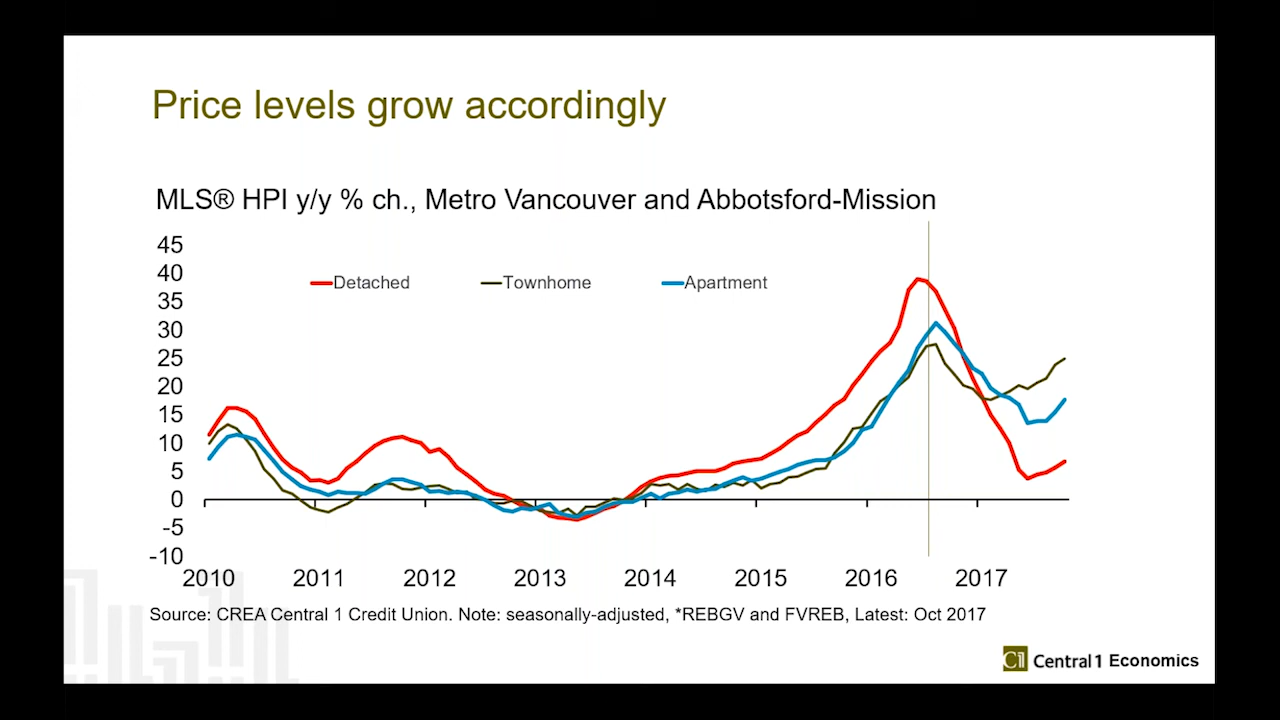 Price levels grow accordingly
MLS® HPI y/y % ch., Metro Vancouver and Abbotsford-Mission
45
40
35
30
25
20
15
10
5
0
-5
-10
Detached Townhome Apartment
2010 2011 2012 2013 2014 2015 2016 2017
Source: CREA Central 1 Credit Union. Note: seasonally-adjusted, *REBGV and FVREB, Latest: Oct 2017
C1 Central 1 Economics